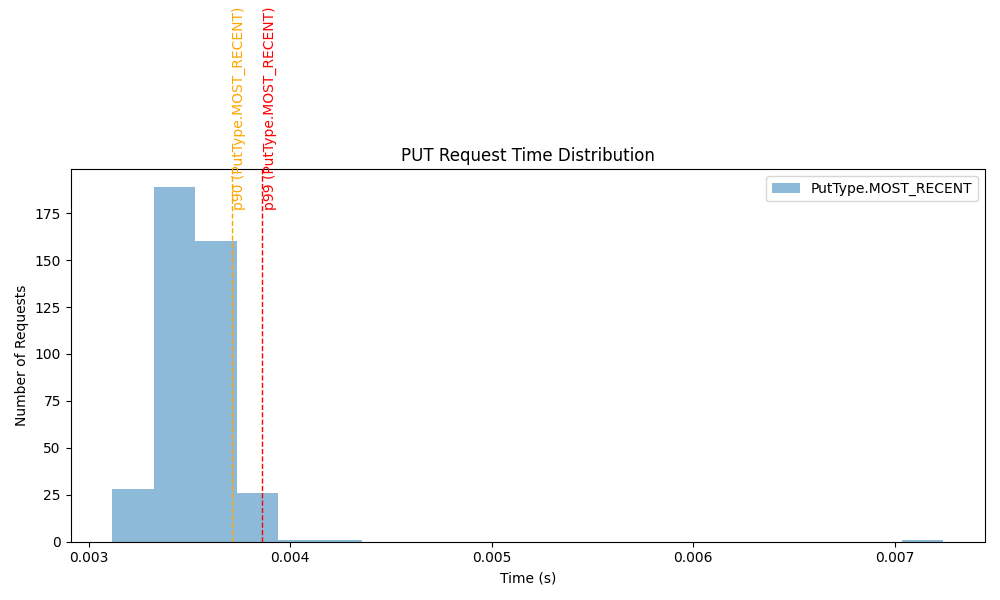 p90 (PutType.MOST_RECENT)
p99 (PutType.MOST_RECENT)
PUT Request Time Distribution
PutType.MOST_RECENT
Number of Requests
175
150
125
100
75
50
25
0
0.003
0.004
0.005
0.006
0.007
Time (s)